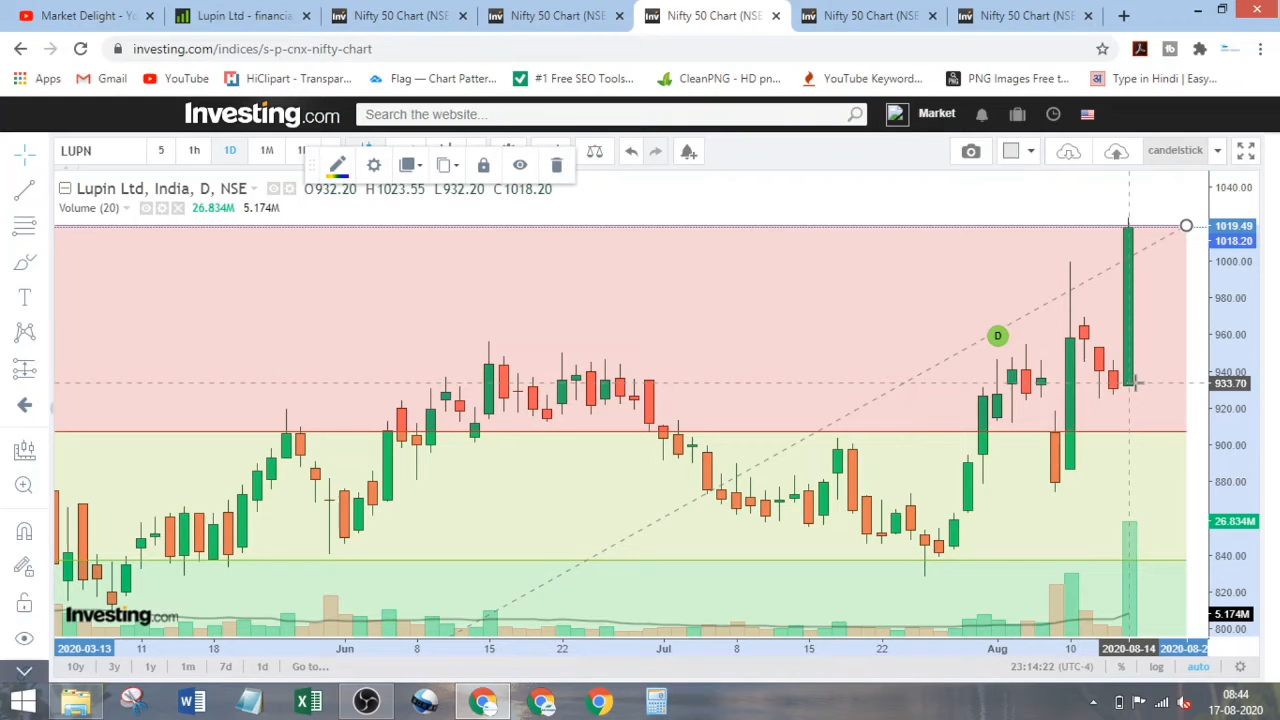 Market Delight - Yo
Lupin Ltd - financia
Nifty 50 Chart (NSE
Nifty 50 Chart (NSE
Nifty 50 Chart (NSE
Nifty 50 Chart (NSE
Nifty 50 Chart (NSE
investing.com/indices/s-p-cnx-nifty-chart
Apps
Gmail
YouTube
HiClipart - Transpar...
Flag — Chart Patter...
#1 Free SEO Tools...
CleanPNG - HD pn...
YouTube Keyword...
PNG Images Free t...
Type in Hindi | Easy...
Investing.com
Search the website...
Market
LUPN
5
1h
1D
1M
candlestick
Lupin Ltd, India, D, NSE
O932.20 H1023.55 L932.20 C1018.20
Volume (20)
26.834M 5.174M
1040.00
1019.49
1018.20
1000.00
980.00
960.00
940.00
933.70
920.00
900.00
880.00
26.834M
840.00
820.00
5.174M
800.00
D
Investing.com
2020-03-13
11
18
Jun
8
15
22
Jul
8
15
22
Aug
10
2020-08-14
2020-08-2
10y
3y
1y
1m
7d
1d
Go to...
23:14:22 (UTC-4)
%
log
auto
08:44
17-08-2020